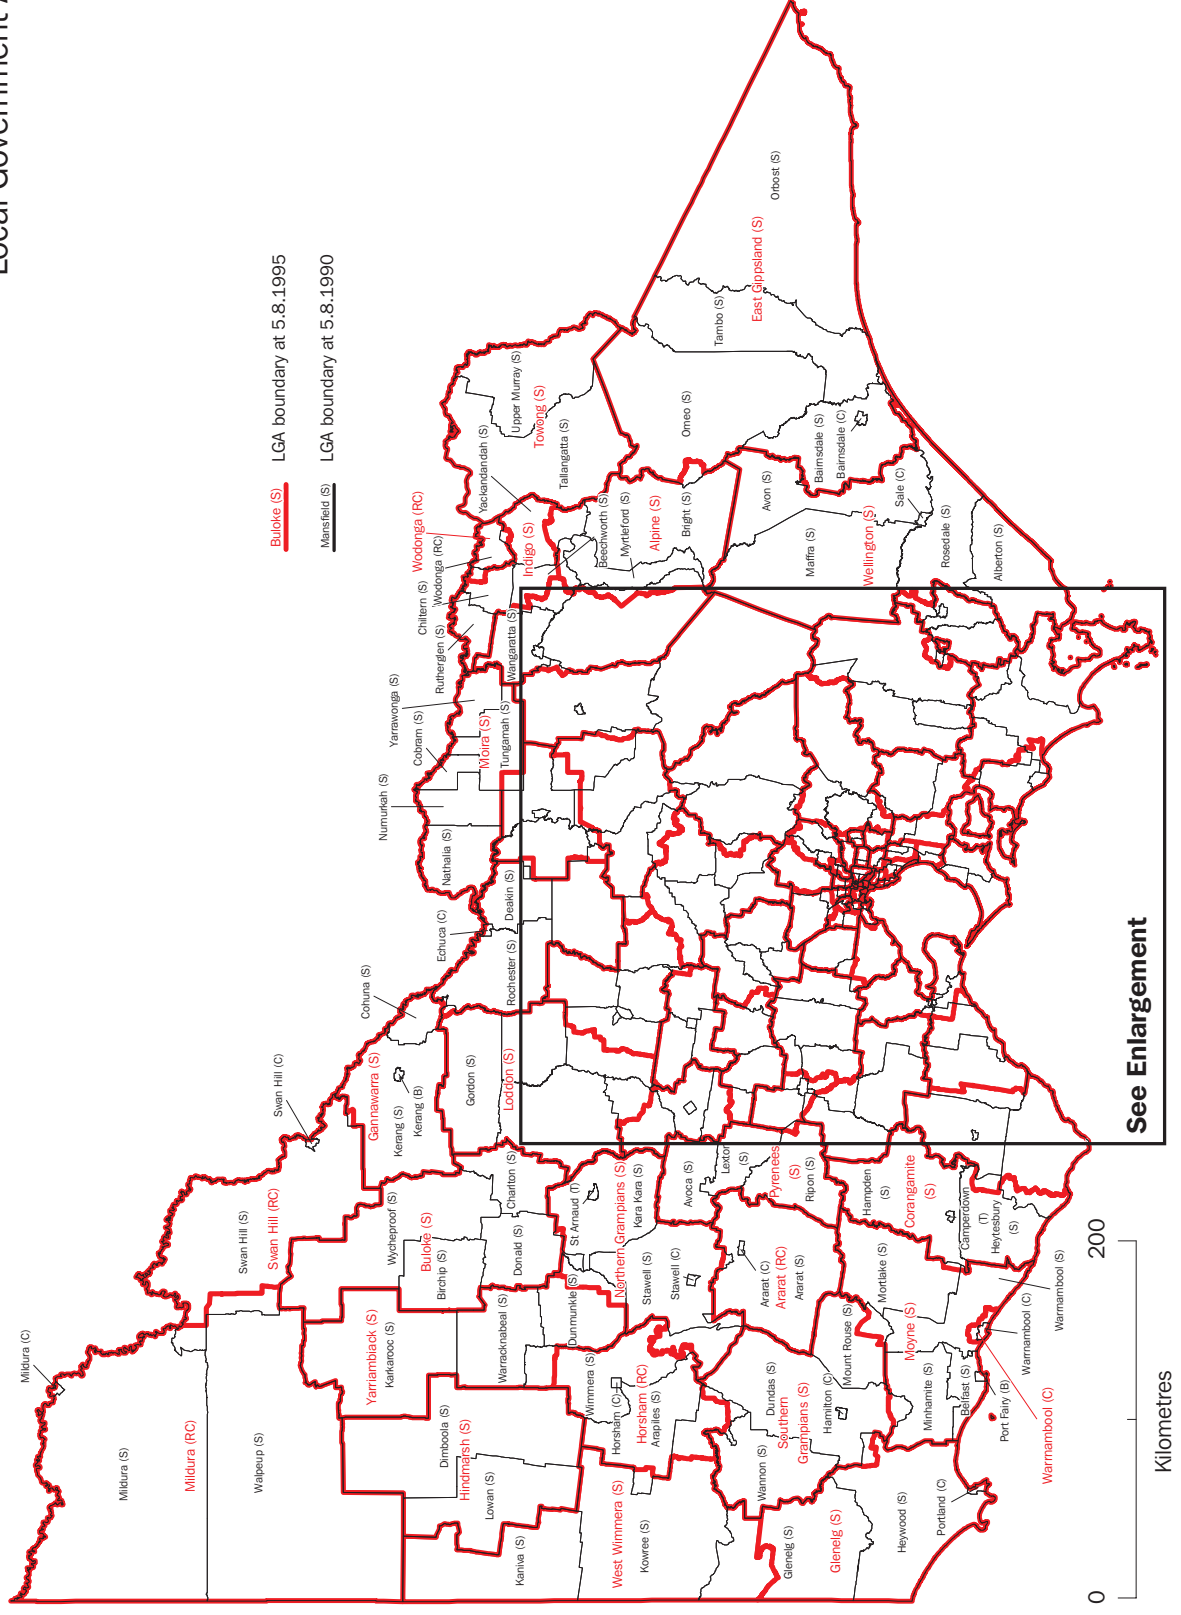 Local Government A
Buloke (S)
LGA boundary at 5.8.1995
Mansfield (S)
LGA boundary at 5.8.1990
Mildura (C)
Mildura (S)
Mildura (RC)
Walpeup (S)
Swan Hill (C)
Swan Hill (S)
Swan Hill (RC)
Cohuna (S)
Gannawarra (S)
Kerang (S)
Kerang (B)
Gordon (S)
Loddon (S)
Echuca (C)
Rochester (S)
Deakin (S)
Nathalia (S)
Numurkah (S)
Cobram (S)
Yarrawonga (S)
Moira (S)
Tungamah (S)
Rutherglen (S)
Chiltern (S)
Wodonga (RC)
Wodonga (RC)
Wangaratta (S)
Yackandandah (S)
Indigo (S)
Beechworth (S)
Myrtleford (S)
Alpine (S)
Bright (S)
Upper Murray (S)
Towong (S)
Tallangatta (S)
Omeo (S)
Tambo (S)
East Gippsland (S)
Orbost (S)
Bairnsdale (S)
Bairnsdale (C)
Avon (S)
Maffra (S)
Wellington (S)
Sale (C)
Rosedale (S)
Alberton (S)
Wycheproof (S)
Buloke (S)
Birchip (S)
Charlton (S)
Donald (S)
Yarriambiack (S)
Karkarooc (S)
Warracknabeal (S)
Dunmunkle (S)
Dimboola (S)
Hindmarsh (S)
Lowan (S)
Kaniva (S)
St Arnaud (T)
Northern Grampians (S)
Kara Kara (S)
Stawell (S)
Stawell (C)
Avoca (S)
Lexton
(S)
Pyrenees
(S)
Ripon (S)
Wimmera (S)
Horsham (C)
Horsham (RC)
Arapiles (S)
West Wimmera (S)
Kowree (S)
Ararat (C)
Ararat (RC)
Ararat (S)
Dundas (S)
Southern
Grampians (S)
Hamilton (C)
Wannon (S)
Mount Rouse (S)
Glenelg (S)
Glenelg (S)
Heywood (S)
Portland (C)
Hampden
(S)
Corangamite
(S)
Camperdown
(T)
Heytesbury
(S)
Mortlake (S)
Moyne (S)
Minhamite (S)
Belfast (S)
Port Fairy (B)
Warrnambool (C)
Warrnambool (S)
Warrnambool (C)
See Enlargement
0
200
Kilometres